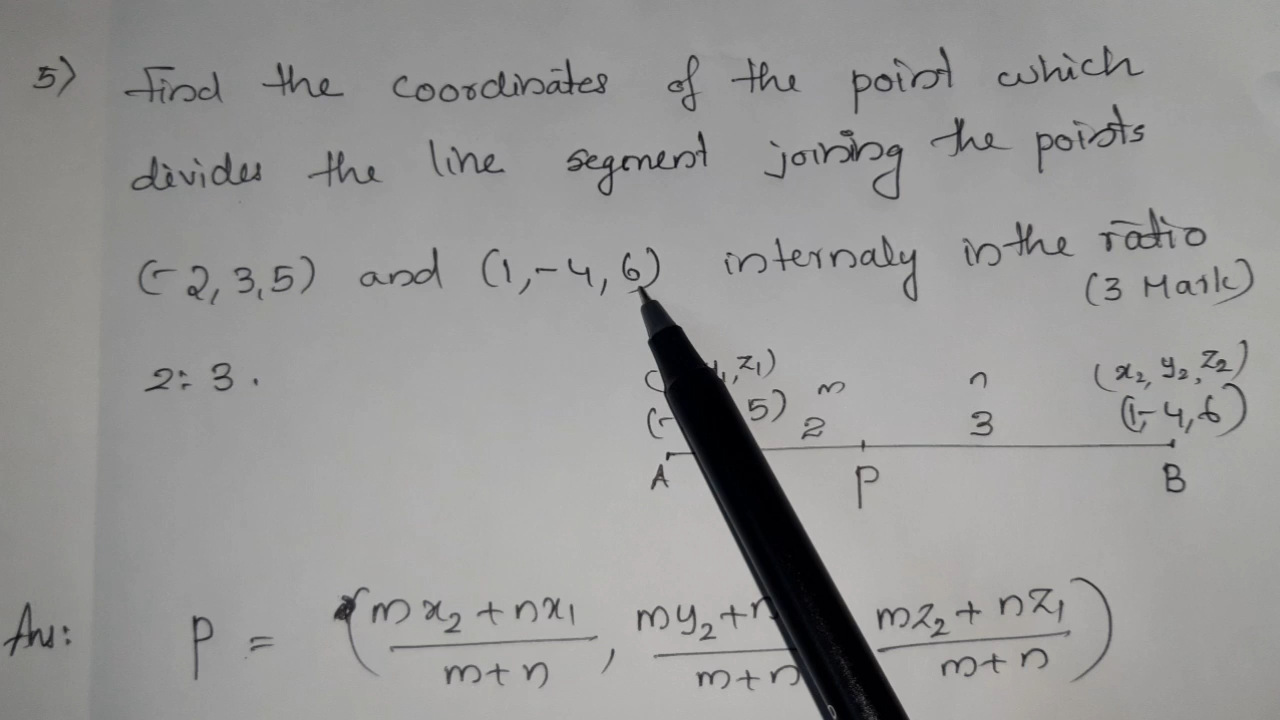 5) Find the coordinates of the point which
divides the line segment joining the points
(-2, 3, 5) and (1, -4, 6) internaly in the ratio
(3 Mark)
2:3.
, z₁) m n (x₂, y₂, z₂)
5) 2 3 (1, -4, 6)
A P B
Ans: P = (mx₂ + nx₁ / m+n, my₂ + n / m+n mz₂ + nz₁ / m+n)